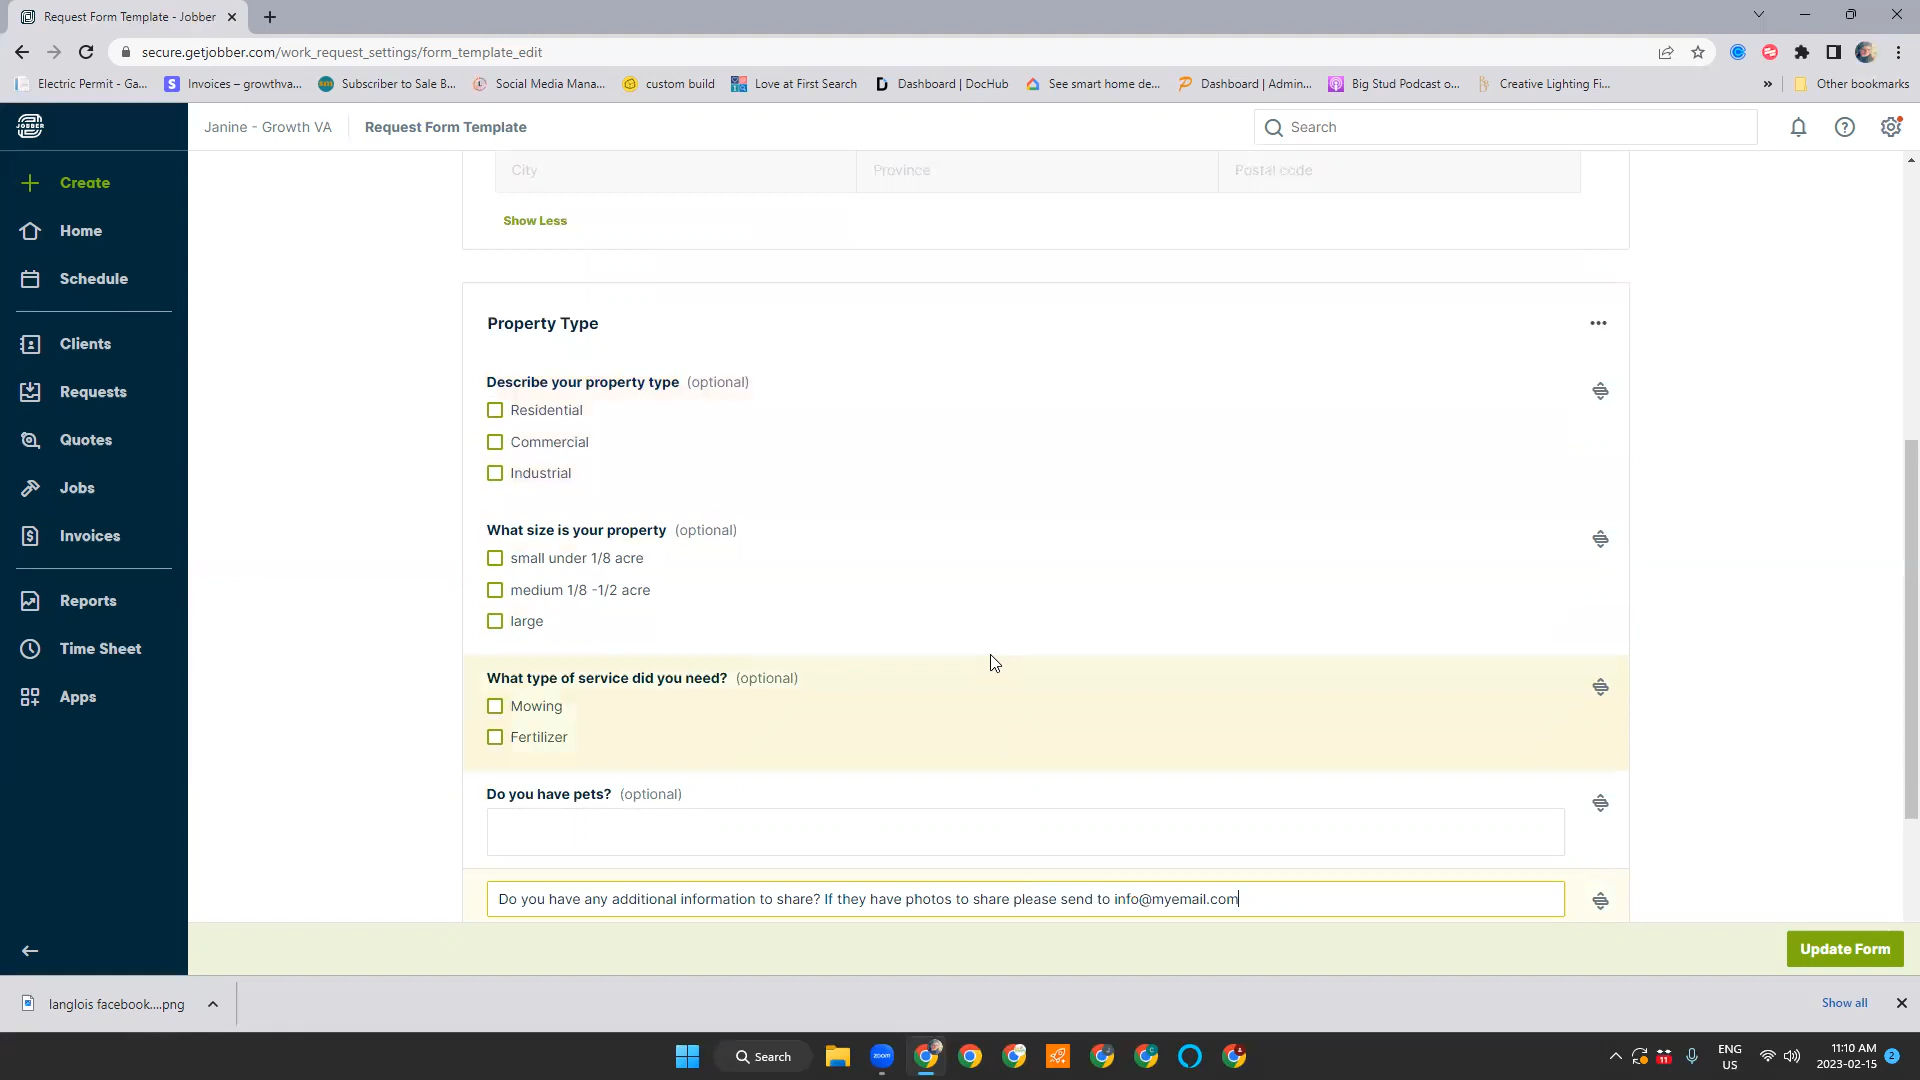 Request Form Template - Jobber
secure.getjobber.com/work_request_settings/form_template_edit
Electric Permit - Ga...
Invoices – growthva...
Subscriber to Sale B...
Social Media Mana...
custom build
Love at First Search
Dashboard | DocHub
See smart home de...
Dashboard | Admin...
Big Stud Podcast o...
Creative Lighting Fi...
»
Other bookmarks
JOBBER
Janine - Growth VA
Request Form Template
Search
Create
Home
Schedule
Clients
Requests
Quotes
Jobs
Invoices
Reports
Time Sheet
Apps
City
Province
Postal code
Show Less
Property Type
Describe your property type (optional)
Residential
Commercial
Industrial
What size is your property (optional)
small under 1/8 acre
medium 1/8 -1/2 acre
large
What type of service did you need? (optional)
Mowing
Fertilizer
Do you have pets? (optional)
Do you have any additional information to share? If they have photos to share please send to info@myemail.com
Update Form
langlois facebook....png
Show all
Search
zoom
11
ENG
US
11:10 AM
2023-02-15
2